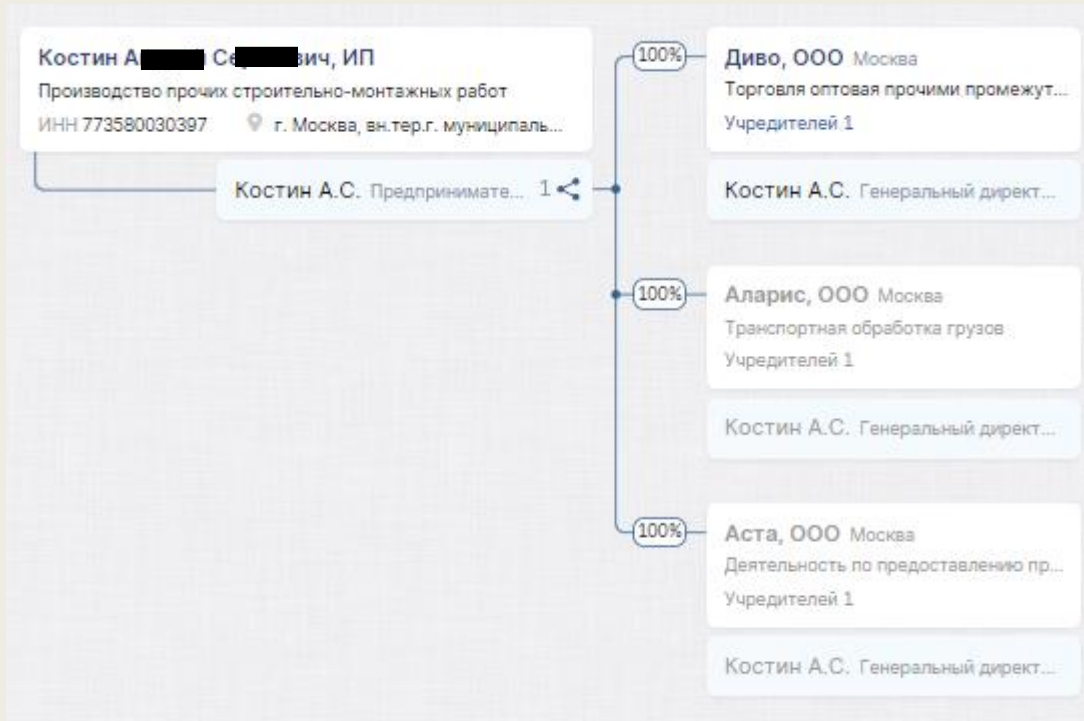 Костин А Се вич, ИП
Производство прочих строительно-монтажных работ
ИНН 773580030397 г. Москва, вн.тер.г. муниципаль...
Костин А.С. Предпринимате... 1
100%
Диво, ООО Москва
Торговля оптовая прочими промежут...
Учредителей 1
Костин А.С. Генеральный директ...
100%
Аларис, ООО Москва
Транспортная обработка грузов
Учредителей 1
Костин А.С. Генеральный директ...
100%
Аста, ООО Москва
Деятельность по предоставлению пр...
Учредителей 1
Костин А.С. Генеральный директ...